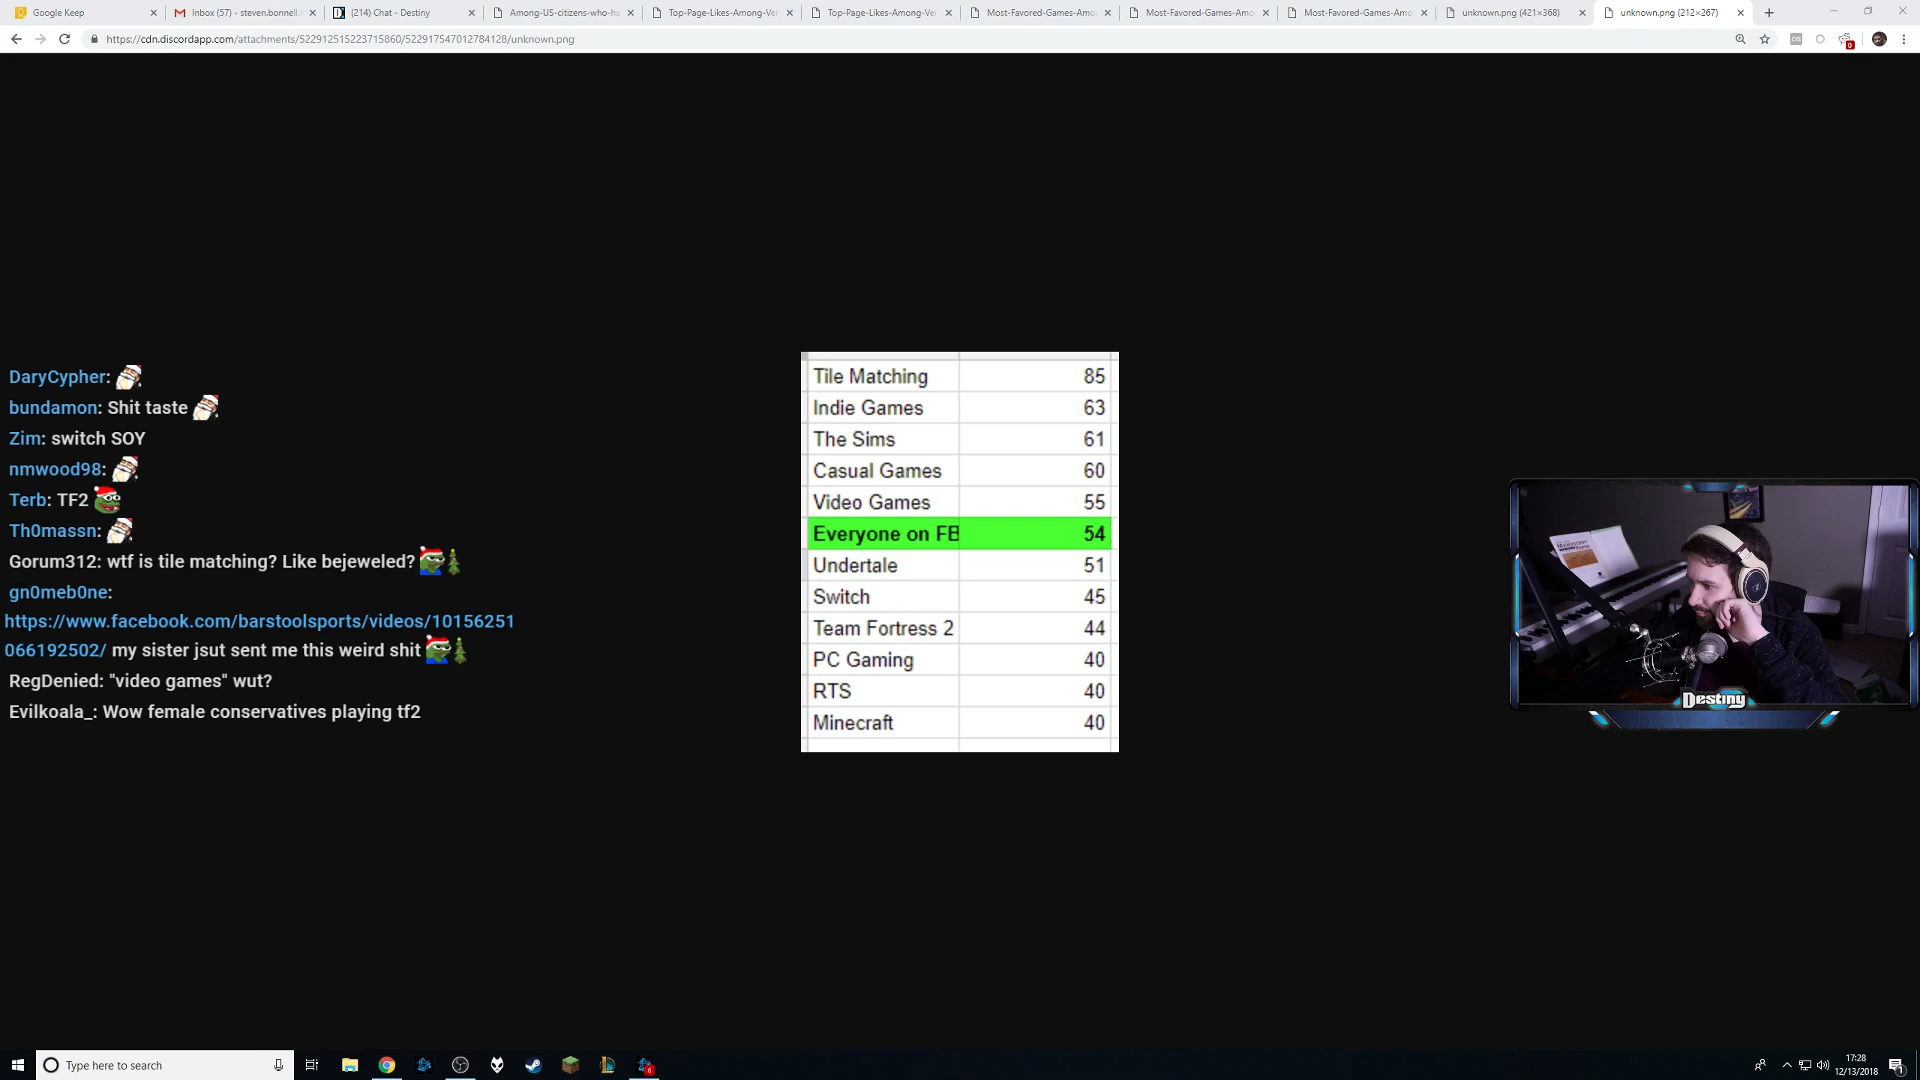 Google Keep
Inbox (57) - steven.bonnell.
(214) Chat - Destiny
Among-US-citizens-who-ha
Top-Page-Likes-Among-Ver
Top-Page-Likes-Among-Ver
Most-Favored-Games-Amo
Most-Favored-Games-Amo
Most-Favored-Games-Amo
unknown.png (421×368)
unknown.png (212×267)
https://cdn.discordapp.com/attachments/522912515223715860/522917547012784128/unknown.png
Tile Matching 85
Indie Games 63
The Sims 61
Casual Games 60
Video Games 55
Everyone on FB 54
Undertale 51
Switch 45
Team Fortress 2 44
PC Gaming 40
RTS 40
Minecraft 40
DaryCypher:
bundamon: Shit taste
Zim: switch SOY
nmwood98:
Terb: TF2
Th0massn:
Gorum312: wtf is tile matching? Like bejeweled?
gn0meb0ne:
https://www.facebook.com/barstoolsports/videos/10156251
066192502/ my sister jsut sent me this weird shit
RegDenied: "video games" wut?
Evilkoala_: Wow female conservatives playing tf2
Destiny
Type here to search
17:28
12/13/2018